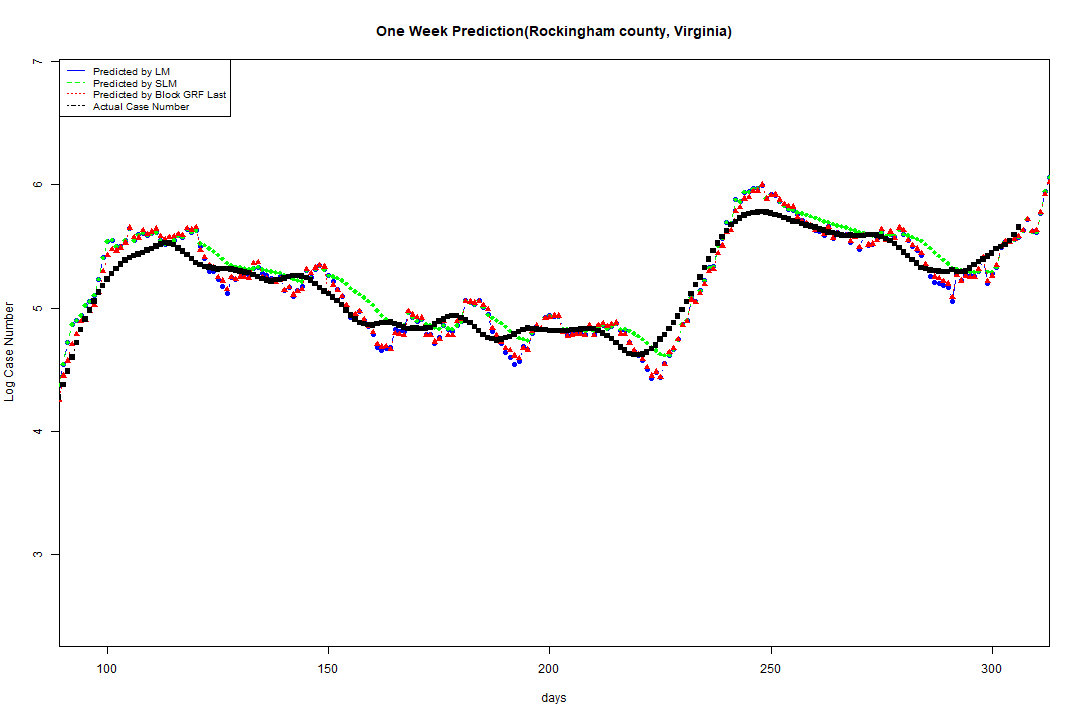 One Week Prediction(Rockingham county, Virginia)
7
Predicted by LM
Predicted by SLM
Predicted by Block GRF Last
Actual Case Number
6
5
4
3
Log Case Number
100 150 200 250 300
days